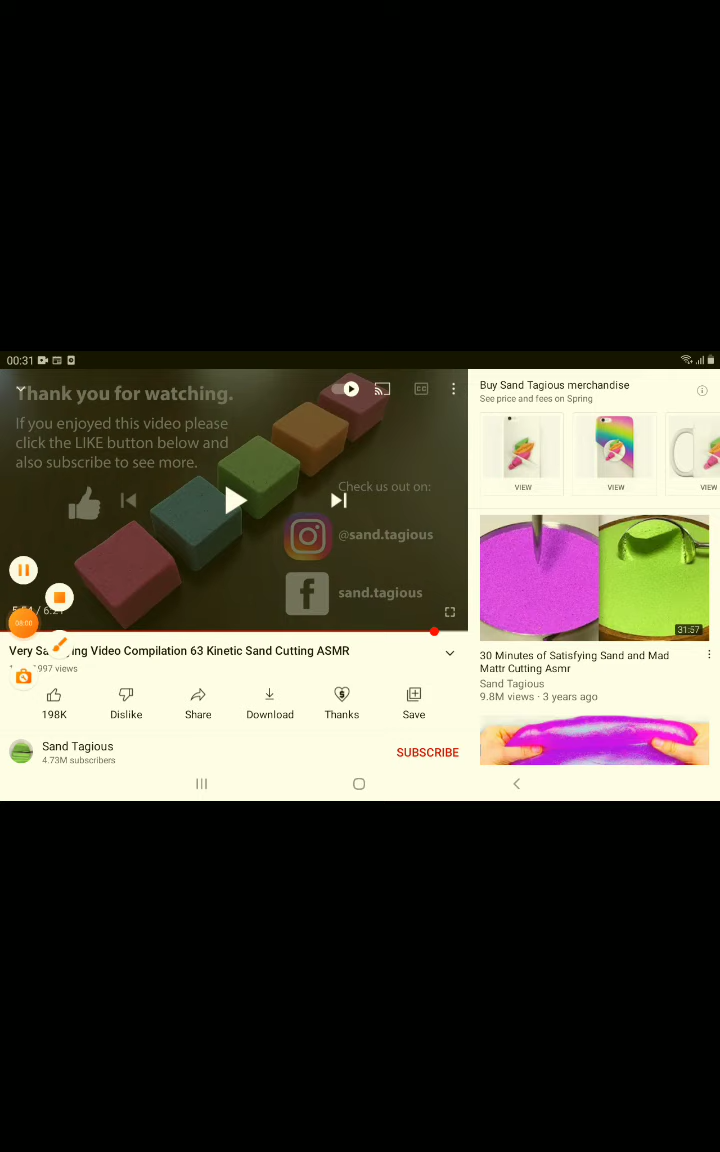 00:31
Thank you for watching.
If you enjoyed this video please
click the LIKE button below and
also subscribe to see more.
CC
Check us out on:
@sand.tagious
sand.tagious
Very ing Video Compilation 63 Kinetic Sand Cutting ASMR
997 views
198K
Dislike
Share
Download
Thanks
Save
Sand Tagious
4.73M subscribers
SUBSCRIBE
Buy Sand Tagious merchandise
See price and fees on Spring
VIEW
VIEW
VIEW
31:57
30 Minutes of Satisfying Sand and Mad
Mattr Cutting Asmr
Sand Tagious
9.8M views · 3 years ago